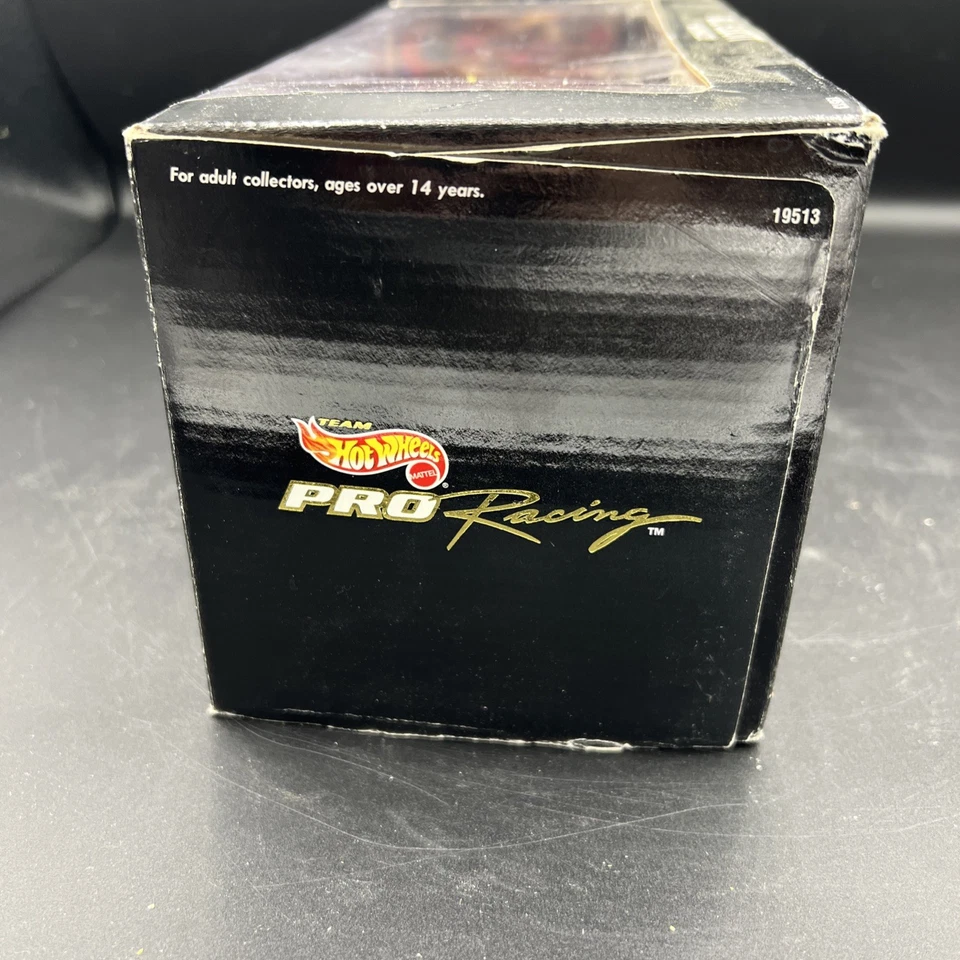 For adult collectors, ages over 14 years.
19513
TEAM
HOT WHEELS
MATTEL
®
PRO Racing
TM